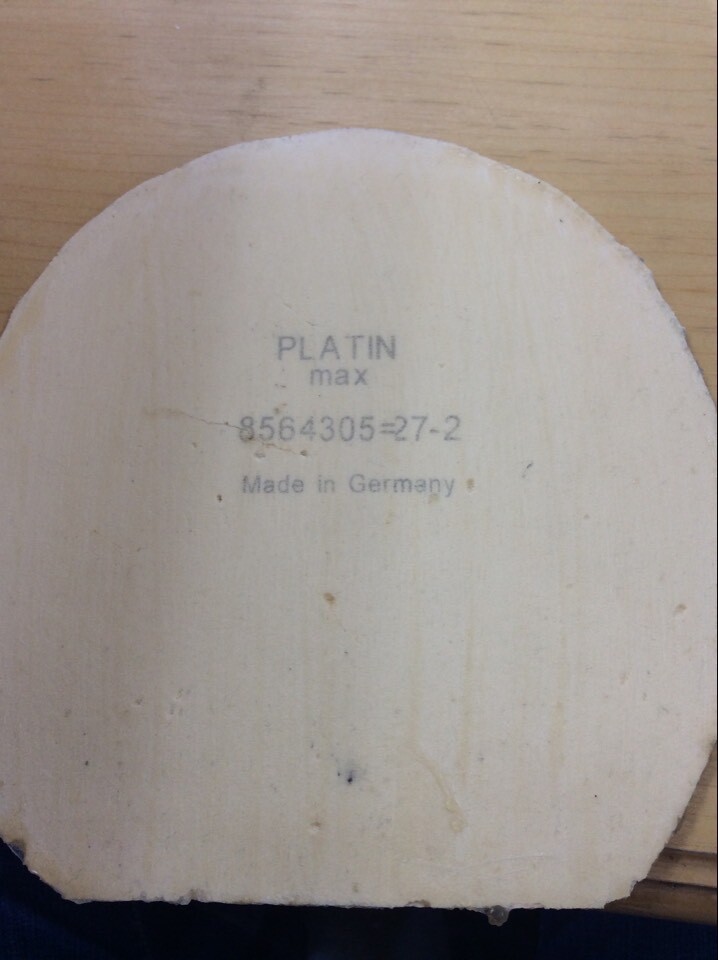 PLATIN
max
8564305=27-2
Made in Germany